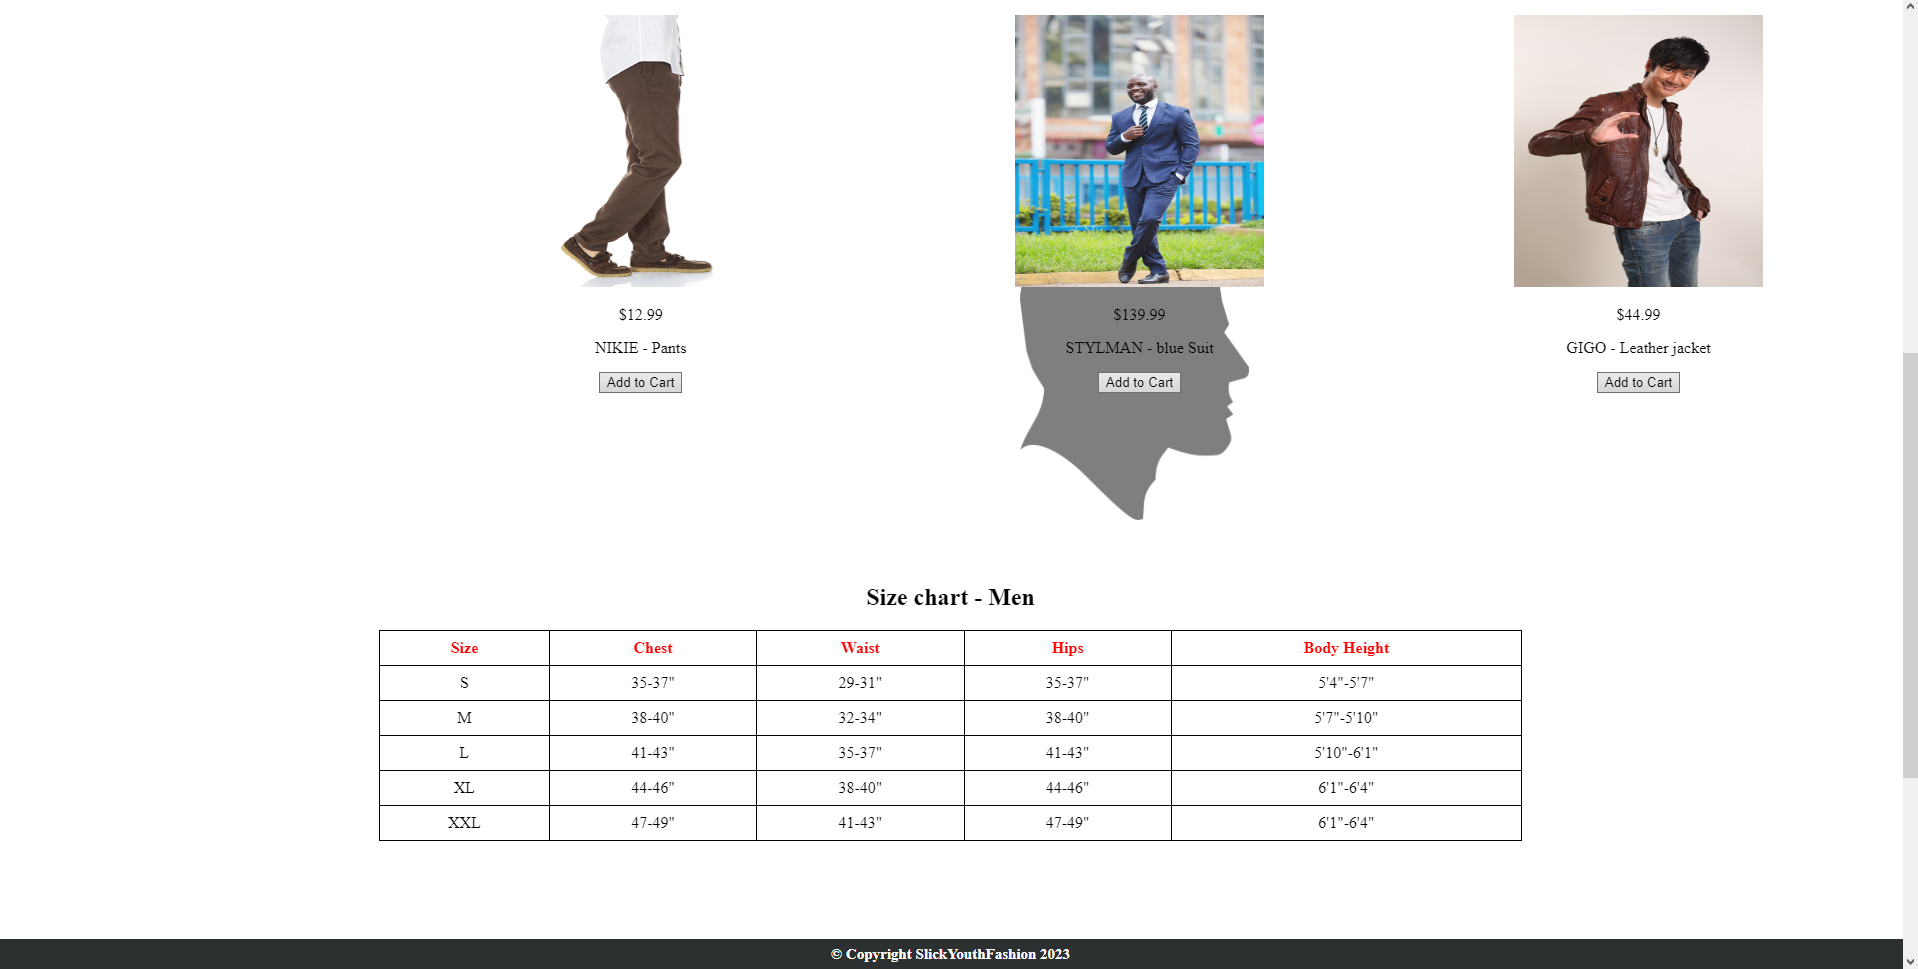 $12.99 $139.99 $44.99
NIKIE - Pants STYLMAN - blue Suit GIGO - Leather jacket
Add to Cart Add to Cart Add to Cart
Size chart - Men
Size Chest Waist Hips Body Height
S 35-37" 29-31" 35-37" 5'4"-5'7"
M 38-40" 32-34" 38-40" 5'7"-5'10"
L 41-43" 35-37" 41-43" 5'10"-6'1"
XL 44-46" 38-40" 44-46" 6'1"-6'4"
XXL 47-49" 41-43" 47-49" 6'1"-6'4"
© Copyright SlickYouthFashion 2023